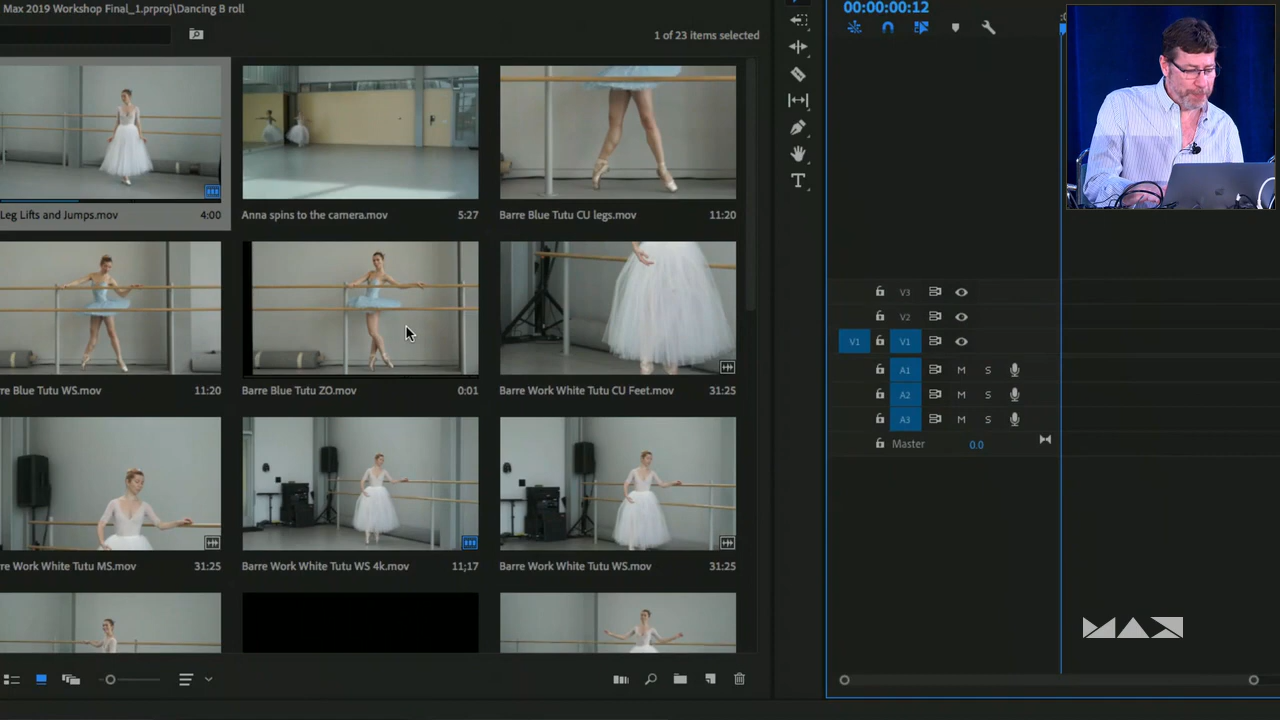 Max 2019 Workshop Final_1.prproj\Dancing B roll
1 of 23 items selected
00:00:00:12
Leg Lifts and Jumps.mov 4:00
Anna spins to the camera.mov 5:27
Barre Blue Tutu CU legs.mov 11:20
re Blue Tutu WS.mov 11:20
Barre Blue Tutu ZO.mov 0:01
Barre Work White Tutu CU Feet.mov 31:25
Barre Work White Tutu MS.mov 31:25
Barre Work White Tutu WS 4k.mov 11;17
Barre Work White Tutu WS.mov 31:25
T
V3
V2
V1 V1
A1 M S
A2 M S
A3 M S
Master 0.0
MAX